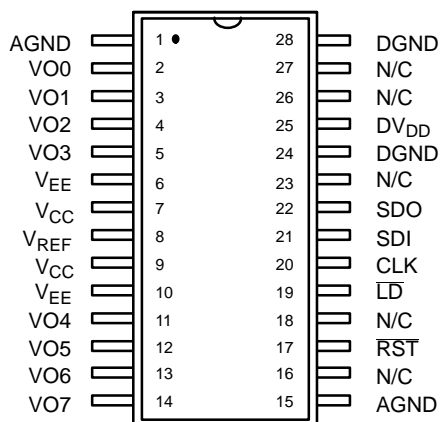 AGND 1 28 DGND
VO0 2 27 N/C
VO1 3 26 N/C
VO2 4 25 DVDD
VO3 5 24 DGND
VEE 6 23 N/C
VCC 7 22 SDO
VREF 8 21 SDI
VCC 9 20 CLK
VEE 10 19 L̅D̅
VO4 11 18 N/C
VO5 12 17 R̅S̅T̅
VO6 13 16 N/C
VO7 14 15 AGND